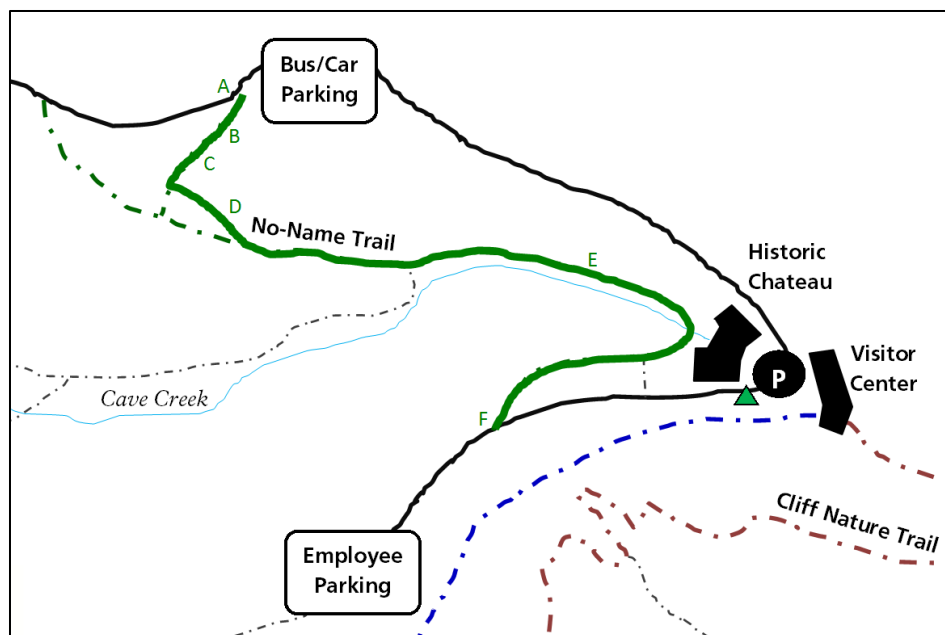 Bus/Car
Parking
A
B
C
D
No-Name Trail
E
Historic
Chateau
P
Visitor
Center
Cave Creek
F
Cliff Nature Trail
Employee
Parking